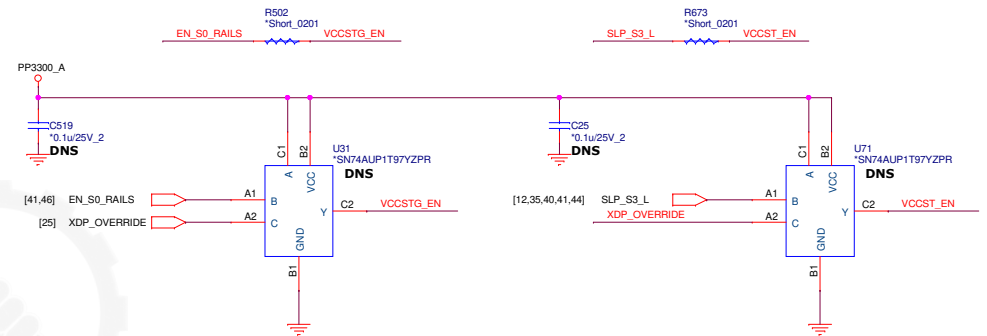 R502
*Short_0201
EN_S0_RAILS
VCCSTG_EN
R673
*Short_0201
SLP_S3_L
VCCST_EN
PP3300_A
C519
*0.1u/25V_2
DNS
C1
B2
A
VCC
U31
*SN74AUP1T97YZPR
DNS
[41,46] EN_S0_RAILS
A1
B
[25] XDP_OVERRIDE
A2
C
Y
C2
VCCSTG_EN
GND
B1
C25
*0.1u/25V_2
DNS
C1
B2
A
VCC
U71
*SN74AUP1T97YZPR
DNS
[12,35,40,41,44] SLP_S3_L
A1
B
XDP_OVERRIDE
A2
C
Y
C2
VCCST_EN
GND
B1